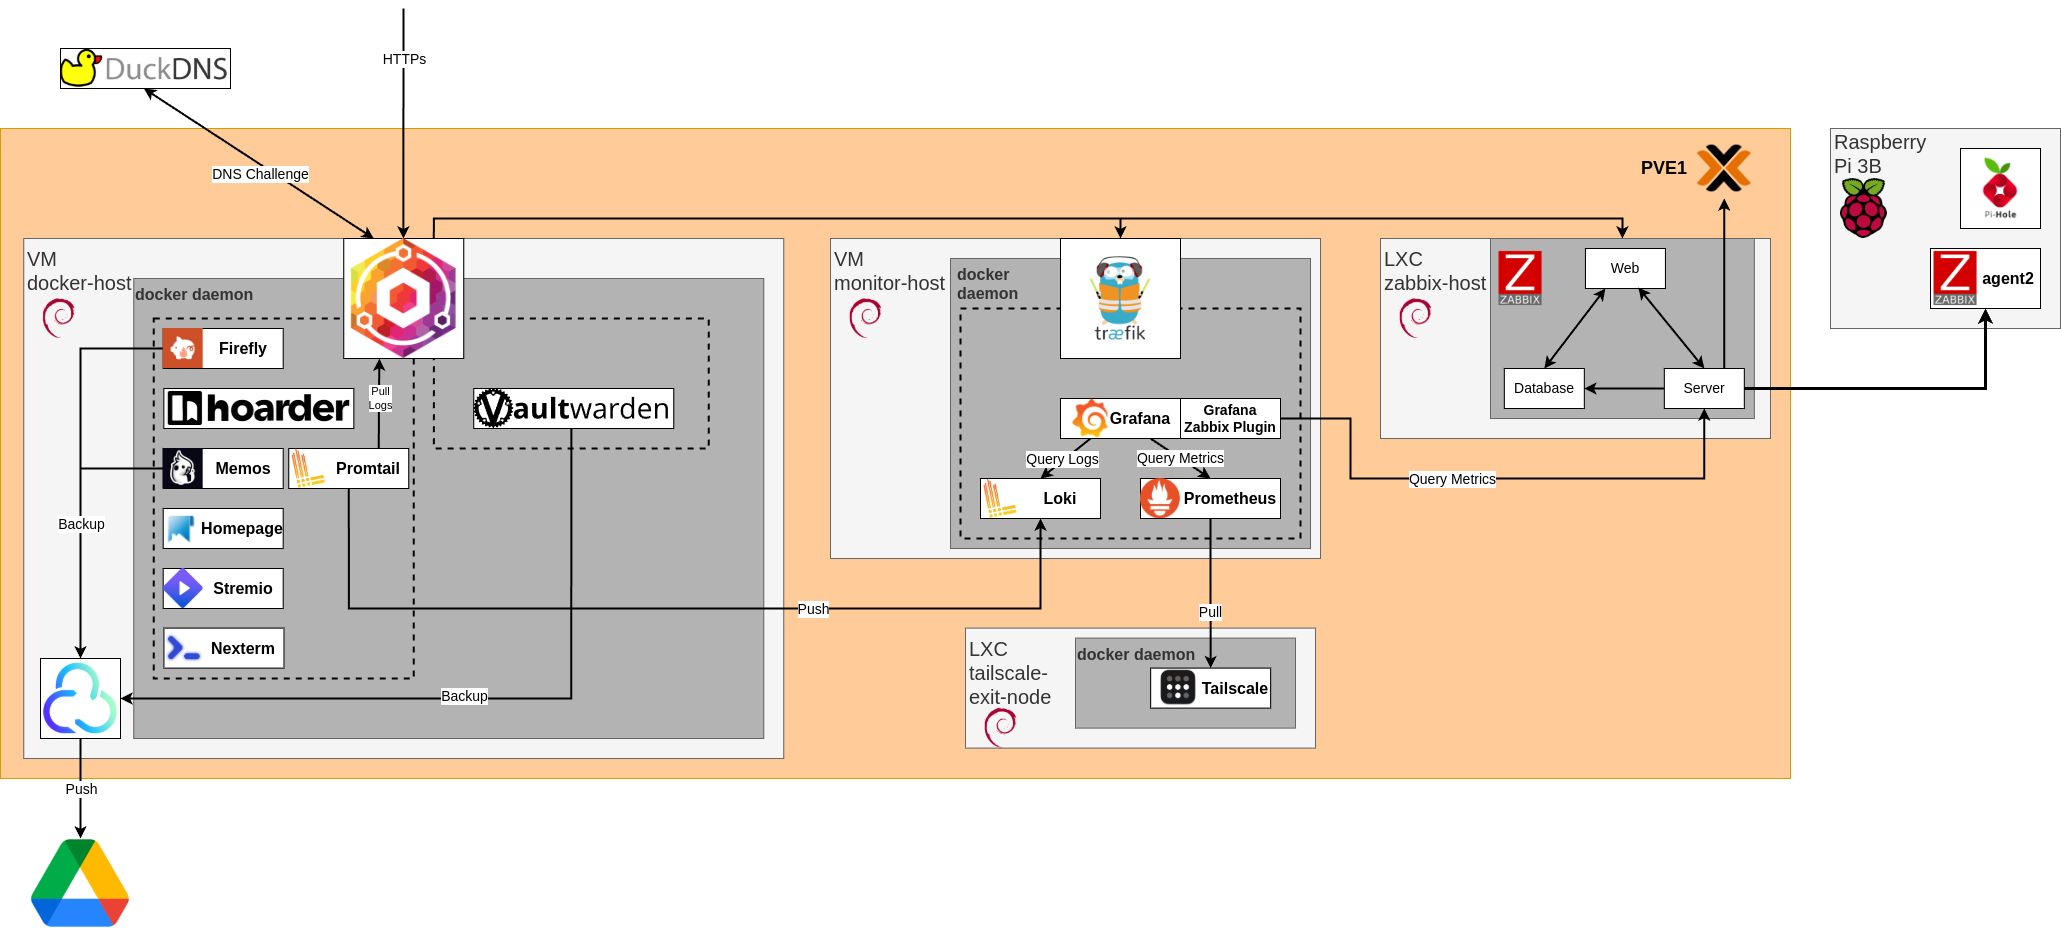 HTTPs
DuckDNS
DNS Challenge
PVE1
VM
docker-host
docker daemon
Firefly
hoarder
Pull
Logs
Memos
Promtail
Homepage
Stremio
Nexterm
Vaultwarden
Backup
Backup
Push
Push
VM
monitor-host
docker
daemon
træfik
Grafana
Grafana
Zabbix Plugin
Query Logs
Query Metrics
Loki
Prometheus
Pull
LXC
tailscale-
exit-node
docker daemon
Tailscale
Query Metrics
LXC
zabbix-host
Z
ZABBIX
Web
Database
Server
Raspberry
Pi 3B
Pi-Hole
Z
ZABBIX
agent2